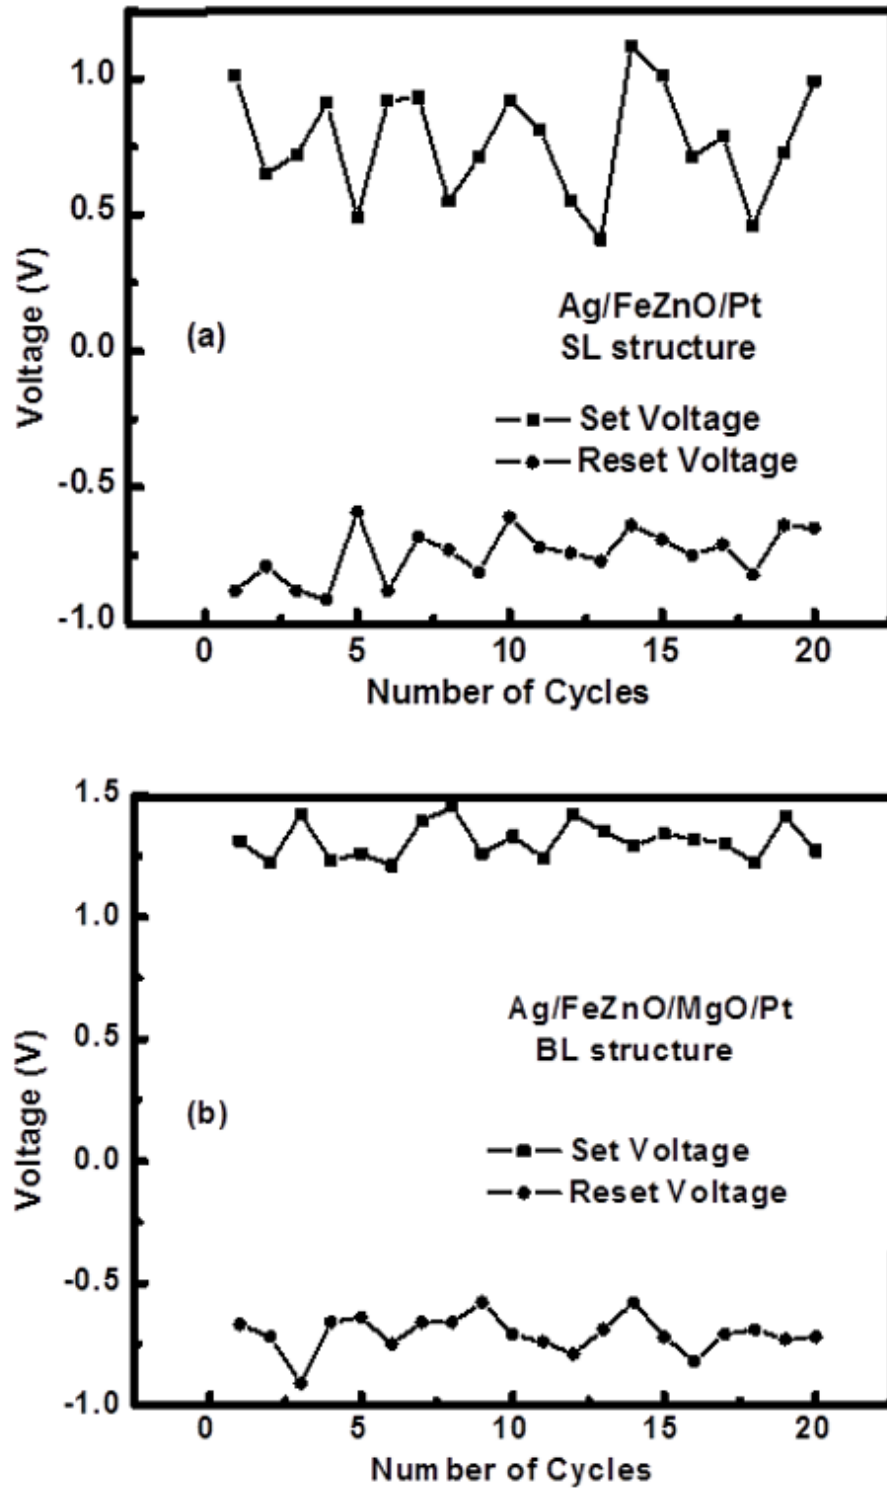 1.0
0.5
0.0
-0.5
-1.0
Voltage (V)
(a)
Ag/FeZnO/Pt
SL structure
Set Voltage
Reset Voltage
0 5 10 15 20
Number of Cycles
1.5
1.0
0.5
0.0
-0.5
-1.0
Voltage (V)
(b)
Ag/FeZnO/MgO/Pt
BL structure
Set Voltage
Reset Voltage
0 5 10 15 20
Number of Cycles